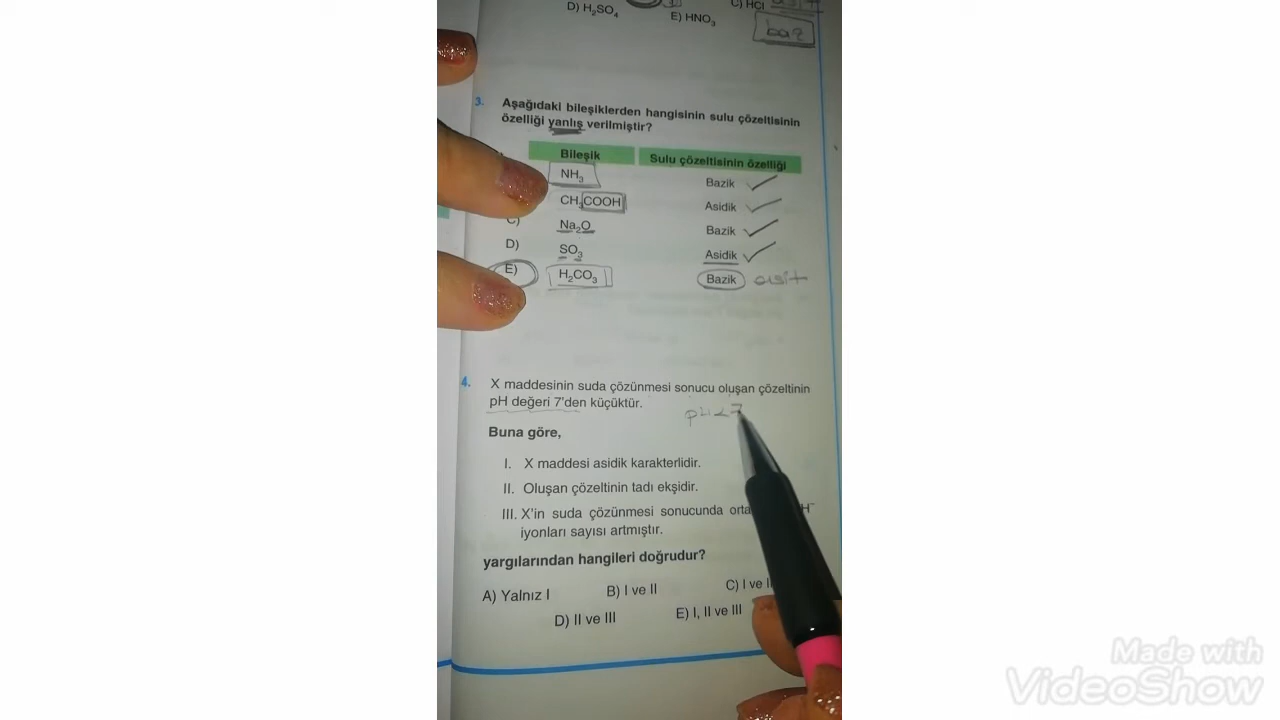 D) H₂SO₄
E) HNO₃
C) HCl
baz
3. Aşağıdaki bileşiklerden hangisinin sulu çözeltisinin
özelliği yanlış verilmiştir?
Bileşik Sulu çözeltisinin özelliği
NH₃ Bazik
CH₃COOH Asidik
C) Na₂O Bazik
D) SO₃ Asidik
E) H₂CO₃ Bazik asit
4. X maddesinin suda çözünmesi sonucu oluşan çözeltinin
pH değeri 7'den küçüktür.
pH<7
Buna göre,
I. X maddesi asidik karakterlidir.
II. Oluşan çözeltinin tadı ekşidir.
III. X'in suda çözünmesi sonucunda H⁻
iyonları sayısı artmıştır.
yargılarından hangileri doğrudur?
A) Yalnız I B) I ve II C) I ve
D) II ve III E) I, II ve III
Made with
VideoShow